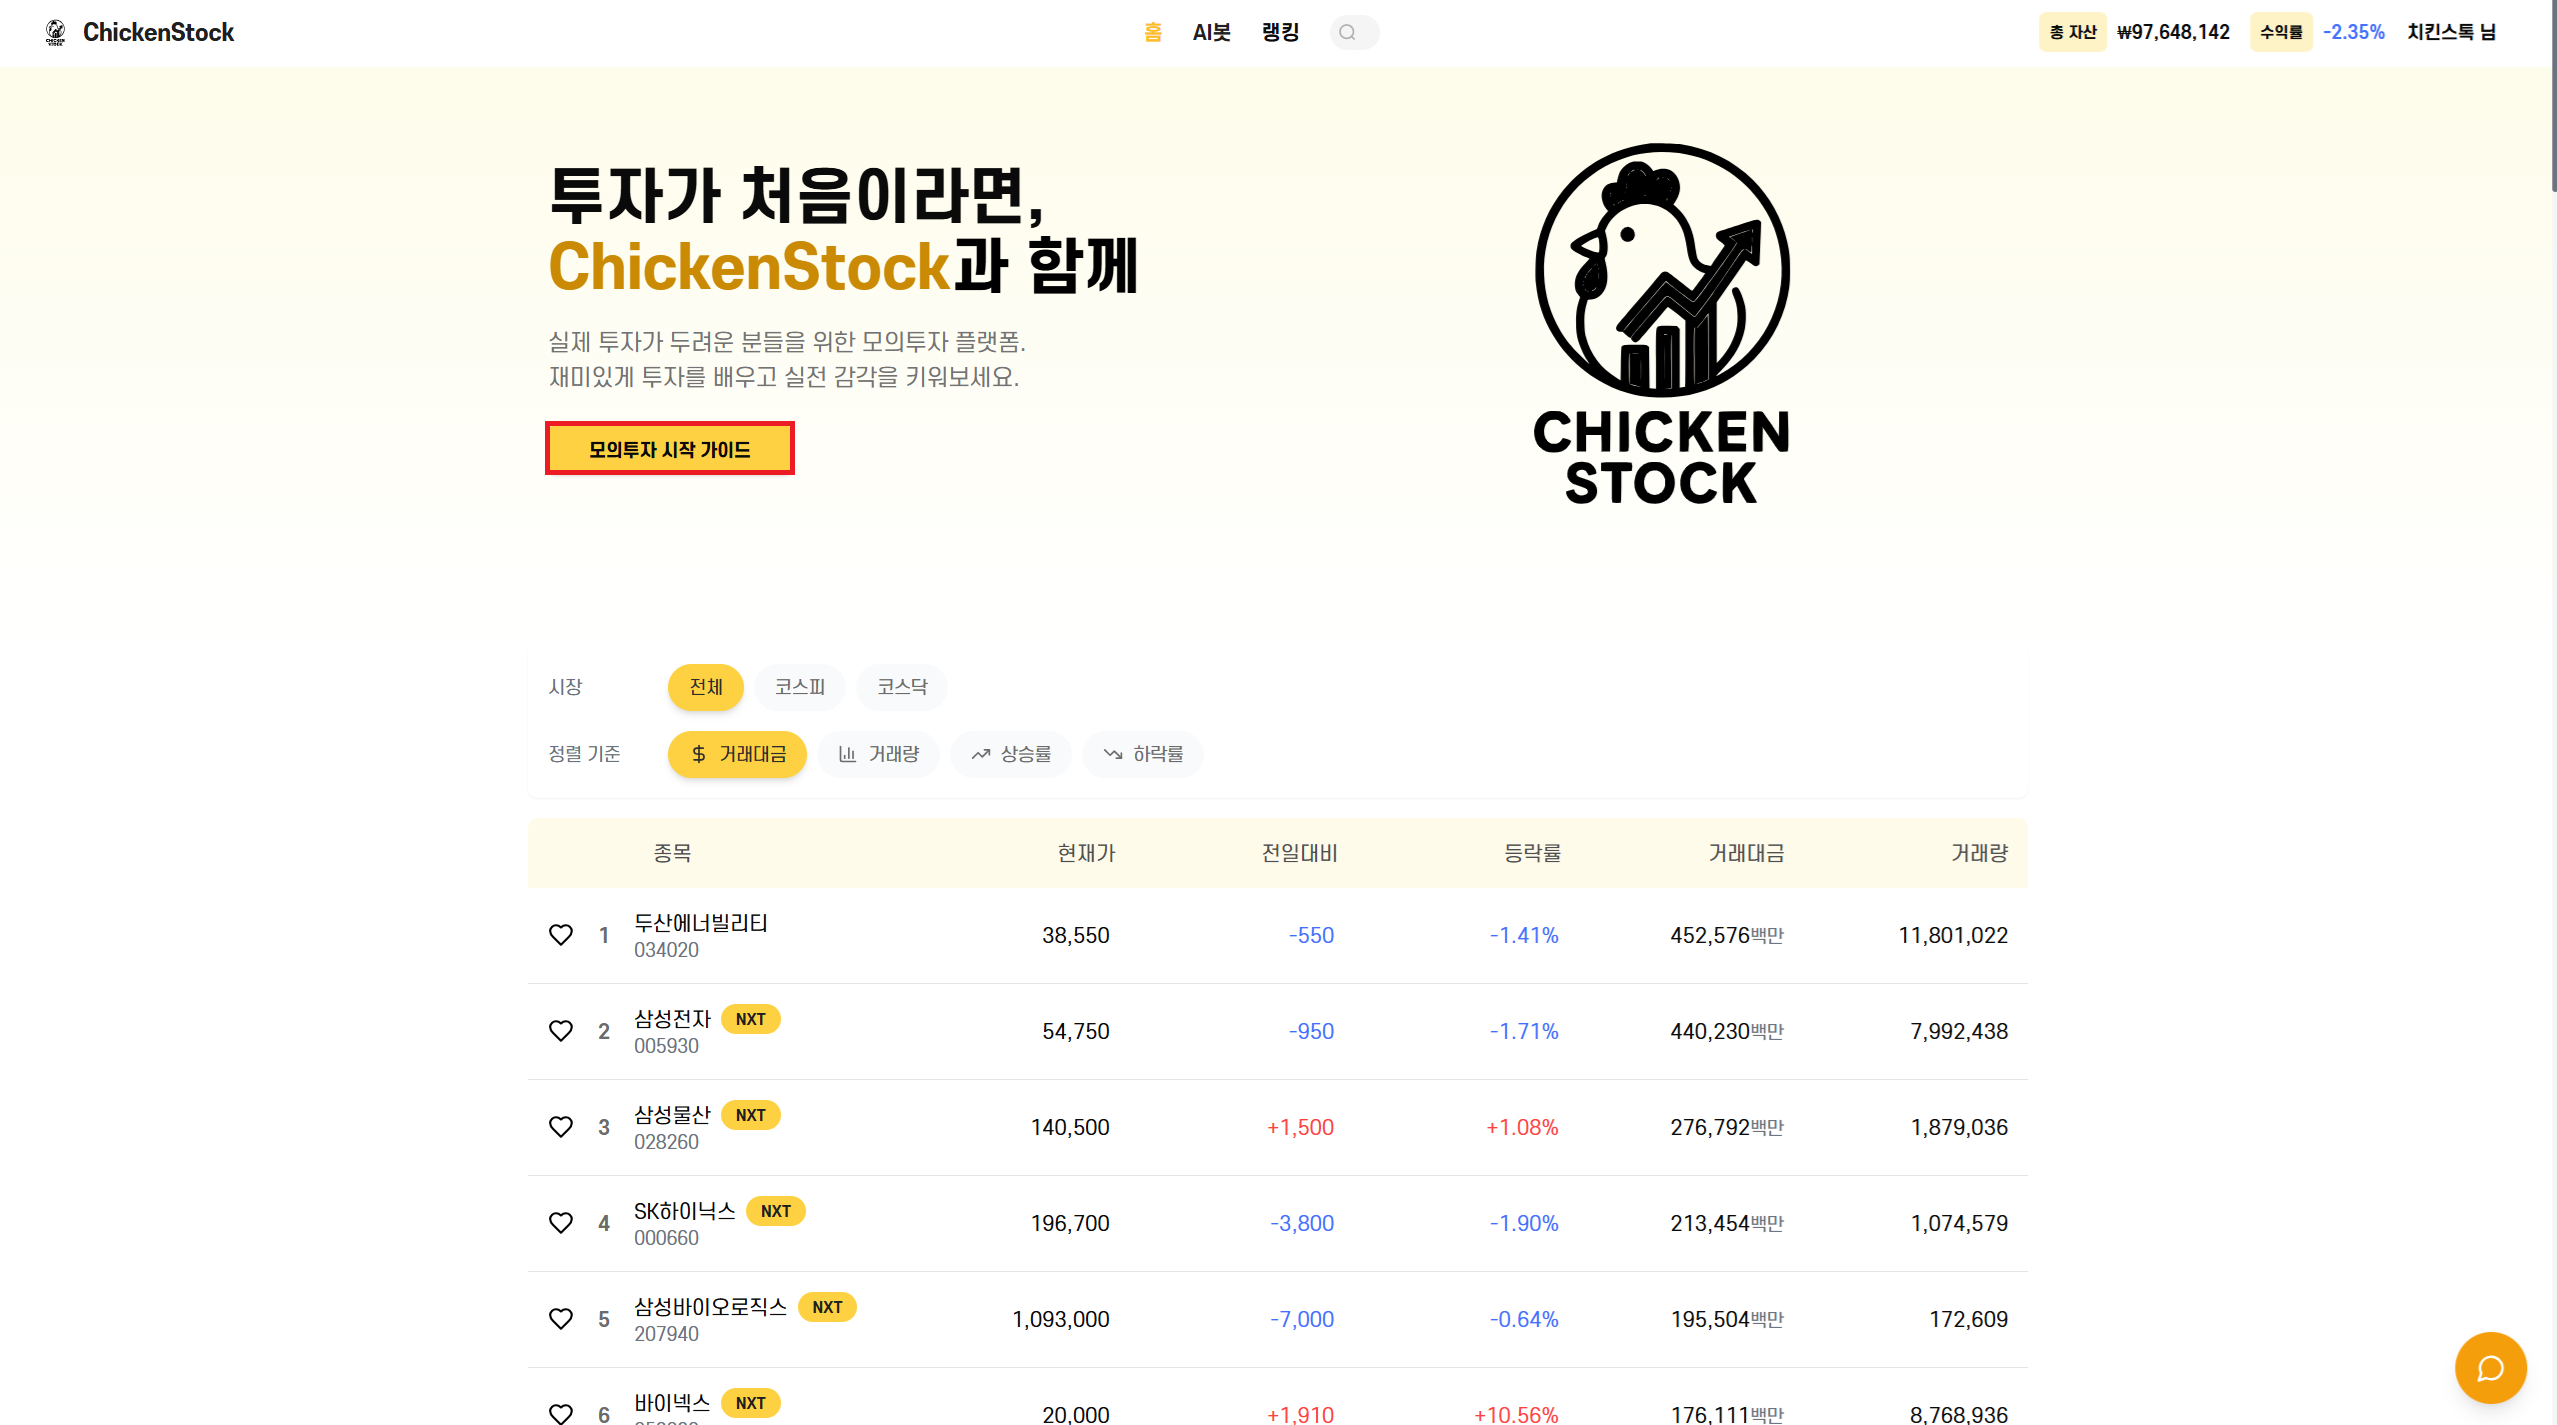 ChickenStock
홈 AI봇 랭킹
총 자산 ₩97,648,142 수익률 -2.35% 치킨스톡 님
투자가 처음이라면,
ChickenStock과 함께
실제 투자가 두려운 분들을 위한 모의투자 플랫폼.
재미있게 투자를 배우고 실전 감각을 키워보세요.
모의투자 시작 가이드
CHICKEN
STOCK
시장 전체 코스피 코스닥
정렬 기준 거래대금 거래량 상승률 하락률
종목 현재가 전일대비 등락률 거래대금 거래량
1 두산에너빌리티 38,550 -550 -1.41% 452,576백만 11,801,022
034020
2 삼성전자 NXT 54,750 -950 -1.71% 440,230백만 7,992,438
005930
3 삼성물산 NXT 140,500 +1,500 +1.08% 276,792백만 1,879,036
028260
4 SK하이닉스 NXT 196,700 -3,800 -1.90% 213,454백만 1,074,579
000660
5 삼성바이오로직스 NXT 1,093,000 -7,000 -0.64% 195,504백만 172,609
207940
6 바이넥스 NXT 20,000 +1,910 +10.56% 176,111백만 8,768,936